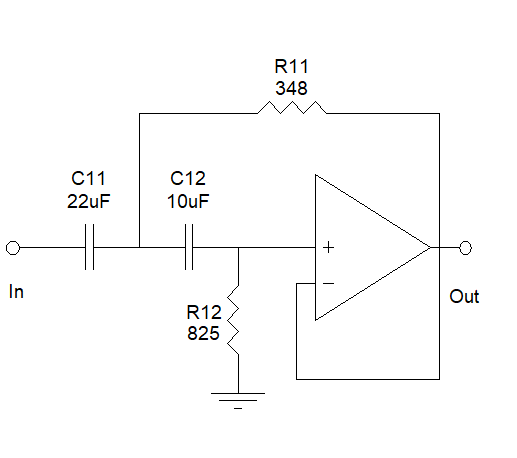 R11
348
C11
22uF
C12
10uF
+
−
In
Out
R12
825